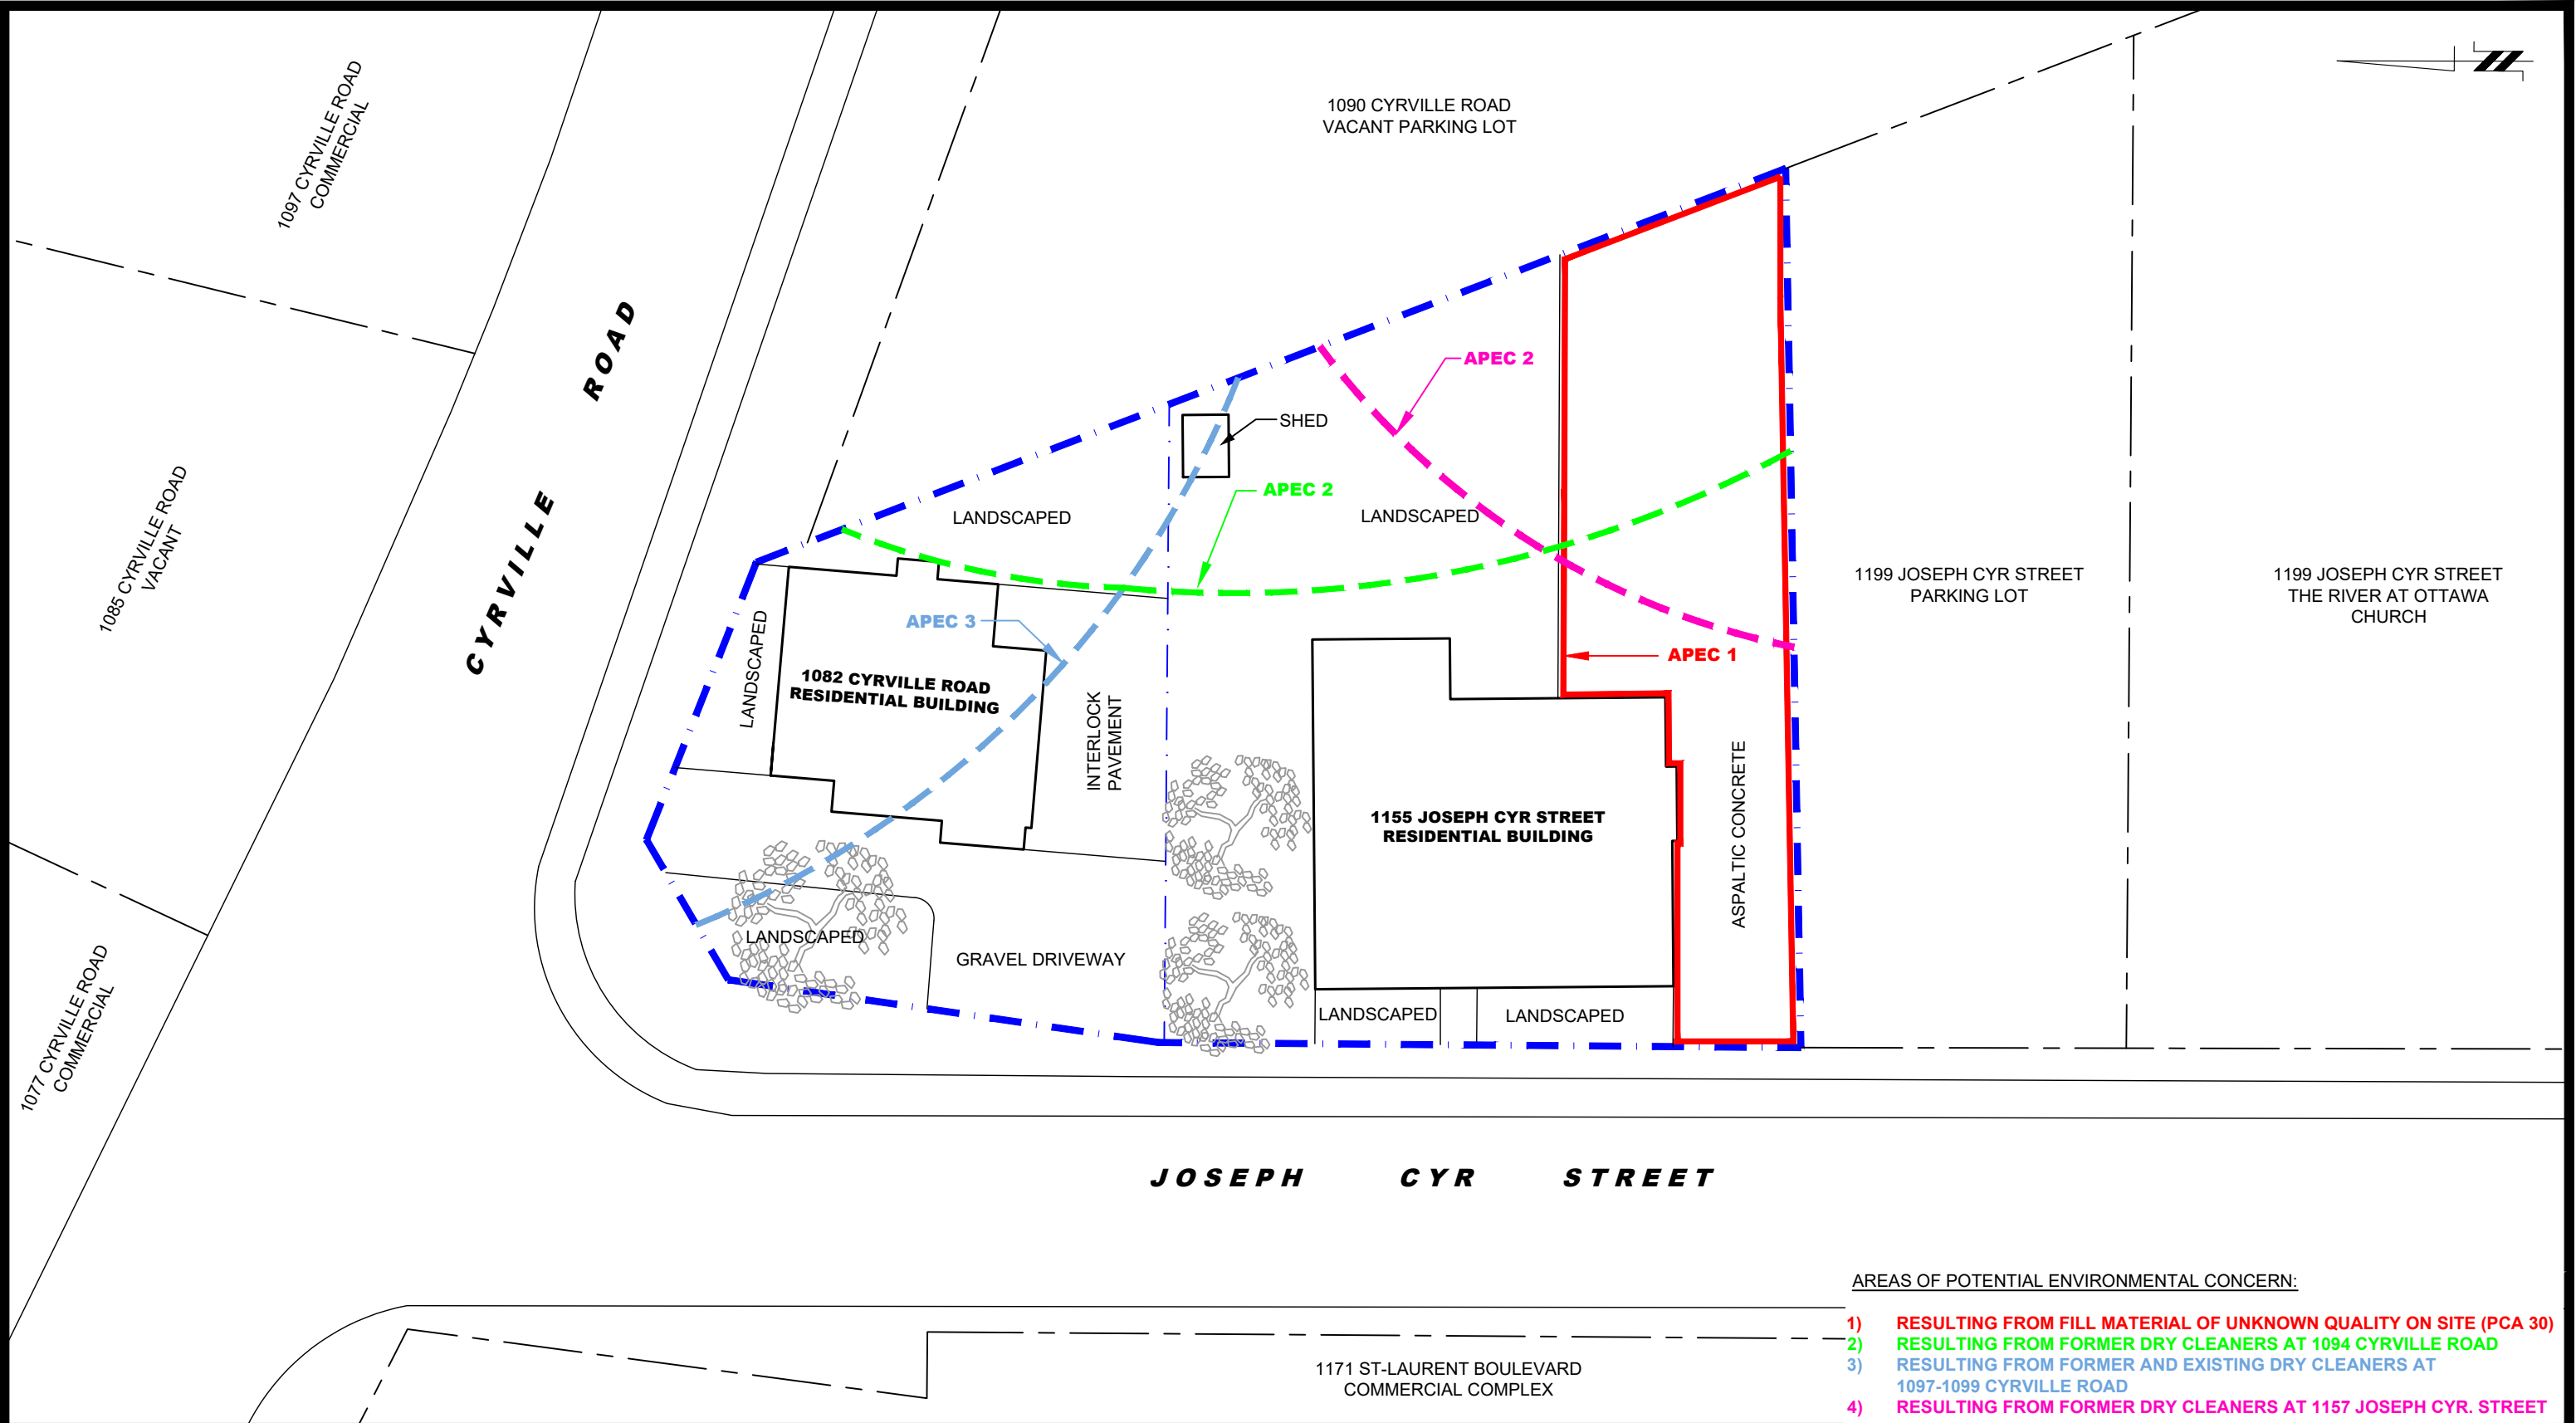 1097 CYRVILLE ROAD
COMMERCIAL
1090 CYRVILLE ROAD
VACANT PARKING LOT
CYRVILLE ROAD
1085 CYRVILLE ROAD
VACANT
1077 CYRVILLE ROAD
COMMERCIAL
APEC 2
SHED
APEC 2
LANDSCAPED
LANDSCAPED
APEC 3
LANDSCAPED
1082 CYRVILLE ROAD
RESIDENTIAL BUILDING
INTERLOCK
PAVEMENT
APEC 1
1199 JOSEPH CYR STREET
PARKING LOT
1199 JOSEPH CYR STREET
THE RIVER AT OTTAWA
CHURCH
1155 JOSEPH CYR STREET
RESIDENTIAL BUILDING
ASPALTIC CONCRETE
LANDSCAPED
GRAVEL DRIVEWAY
LANDSCAPED
LANDSCAPED
JOSEPH CYR STREET
1171 ST-LAURENT BOULEVARD
COMMERCIAL COMPLEX
AREAS OF POTENTIAL ENVIRONMENTAL CONCERN:
1) RESULTING FROM FILL MATERIAL OF UNKNOWN QUALITY ON SITE (PCA 30)
2) RESULTING FROM FORMER DRY CLEANERS AT 1094 CYRVILLE ROAD
3) RESULTING FROM FORMER AND EXISTING DRY CLEANERS AT
1097-1099 CYRVILLE ROAD
4) RESULTING FROM FORMER DRY CLEANERS AT 1157 JOSEPH CYR. STREET